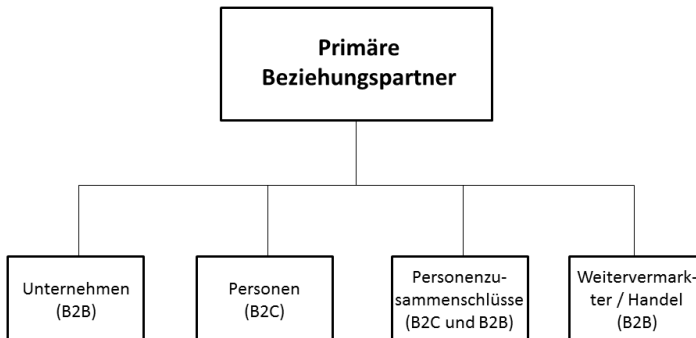 Primäre
Beziehungspartner
Unternehmen
(B2B)
Personen
(B2C)
Personenzu-
sammenschlüsse
(B2C und B2B)
Weitervermark-
ter / Handel
(B2B)